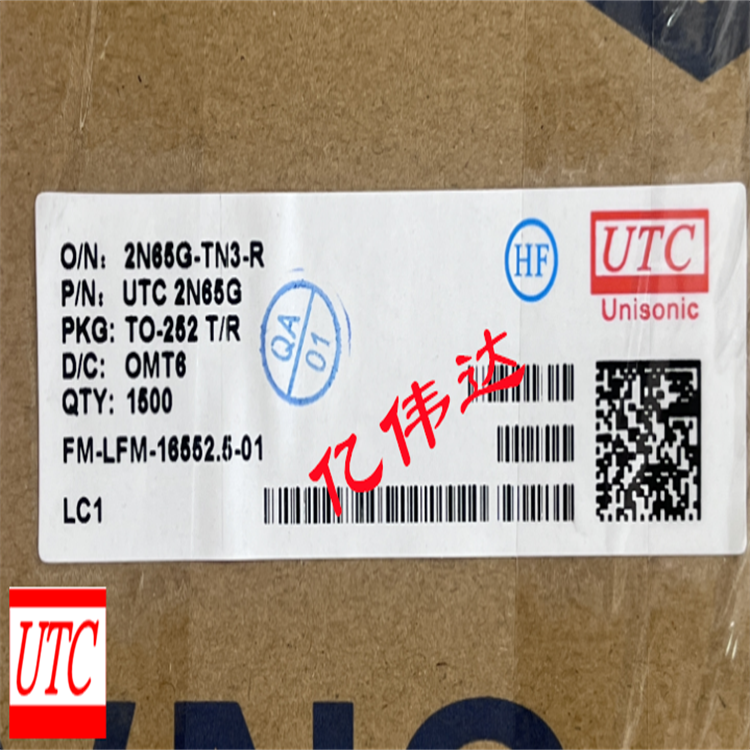 O/N: 2N65G-TN3-R
P/N: UTC 2N65G
PKG: TO-252 T/R
D/C: OMT6
QTY: 1500
FM-LFM-16552.5-01
LC1
QA
01
HF
UTC
Unisonic
亿伟达
UTC